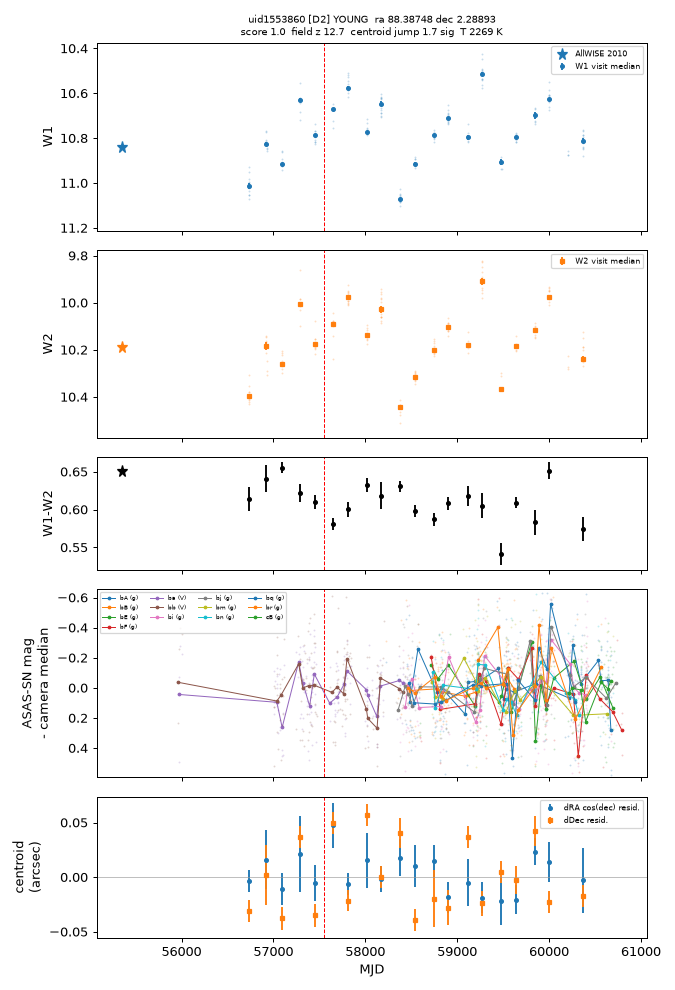 uid1553860 [D2] YOUNG ra 88.38748 dec 2.28893
score 1.0 field z 12.7 centroid jump 1.7 sig T 2269 K
10.4
10.6
10.8
11.0
11.2
W1
AllWISE 2010
W1 visit median
9.8
10.0
10.2
10.4
W2
W2 visit median
0.65
0.60
0.55
W1-W2
−0.6
−0.4
−0.2
0.0
0.2
0.4
ASAS-SN mag
- camera median
bA (g)
bB (g)
bE (g)
bF (g)
ba (V)
bb (V)
bi (g)
bj (g)
bm (g)
bn (g)
bq (g)
br (g)
cB (g)
0.05
0.00
−0.05
centroid
(arcsec)
dRA cos(dec) resid.
dDec resid.
56000
57000
58000
59000
60000
61000
MJD